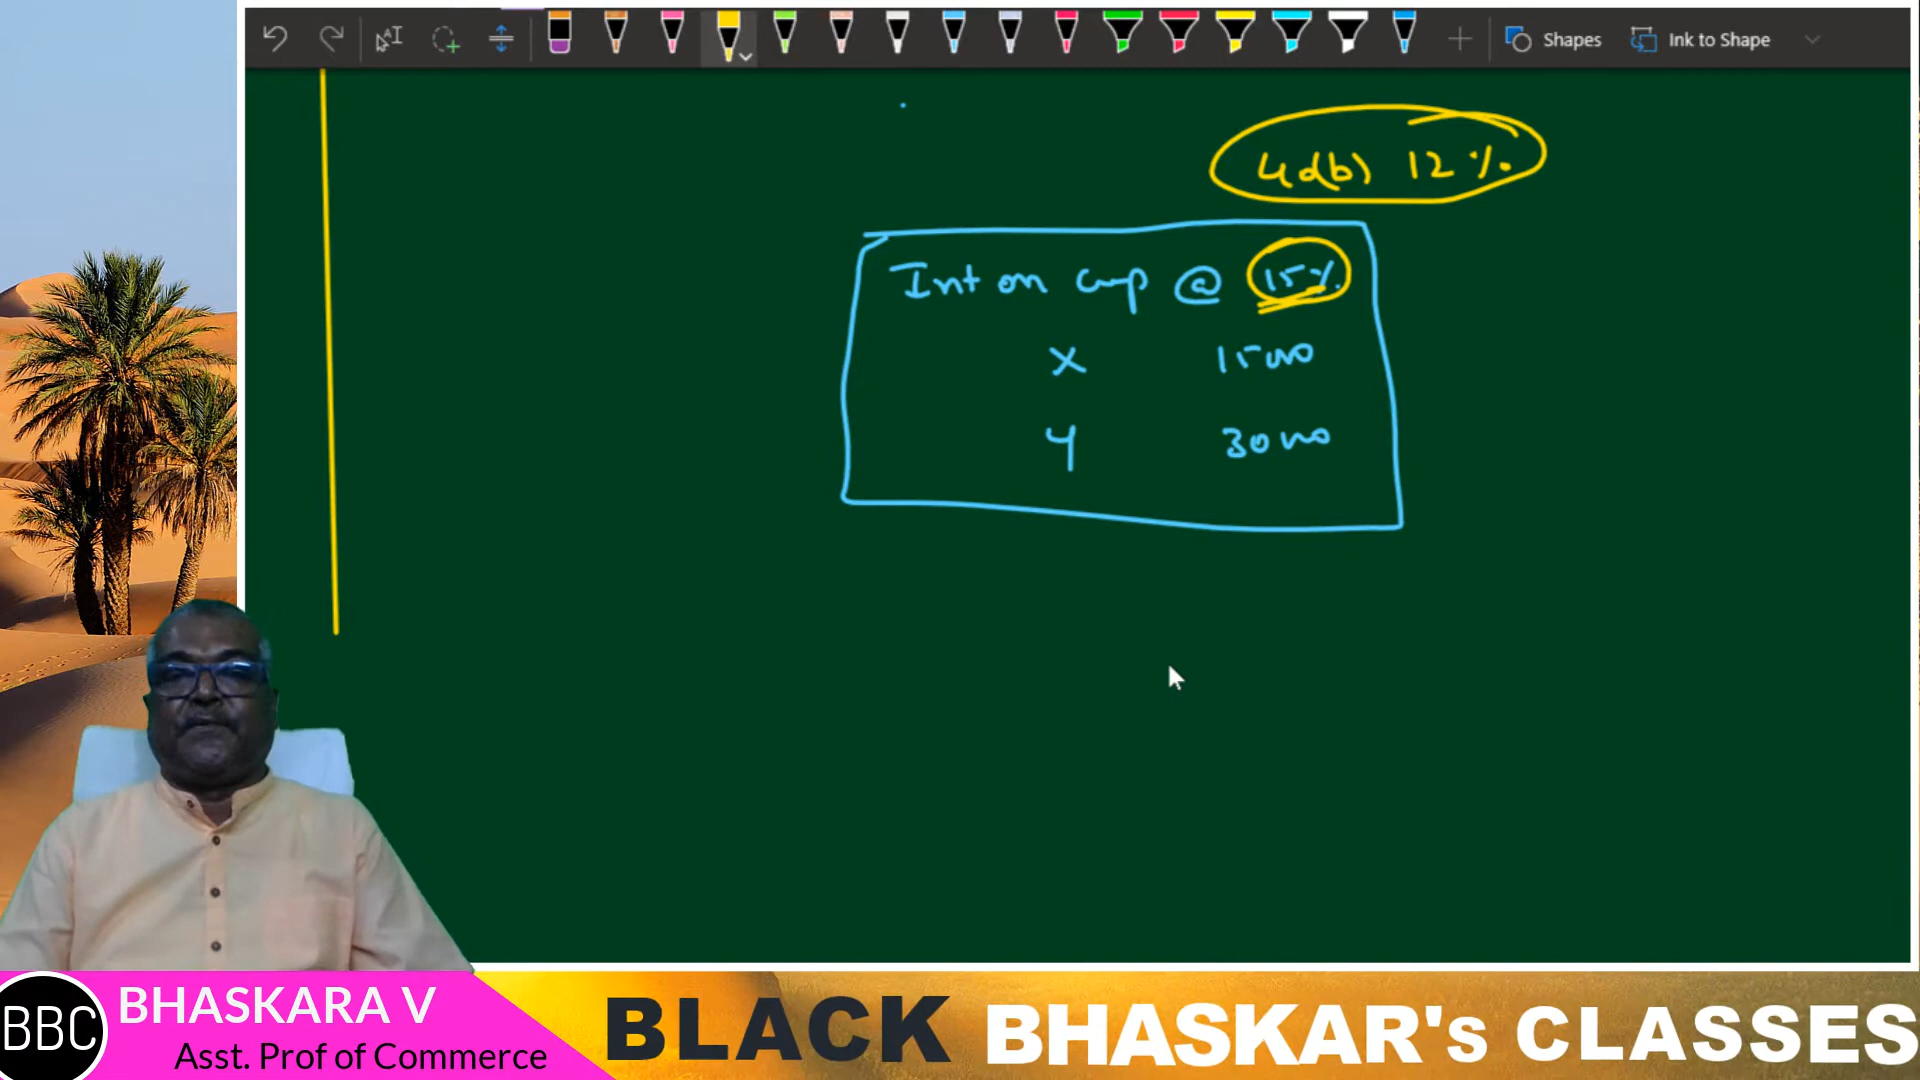 Shapes
Ink to Shape
40(b) 12%
Int on cap @ 15%
X 15000
Y 30000
BBC
BHASKARA V
Asst. Prof of Commerce
BLACK BHASKAR's CLASSES